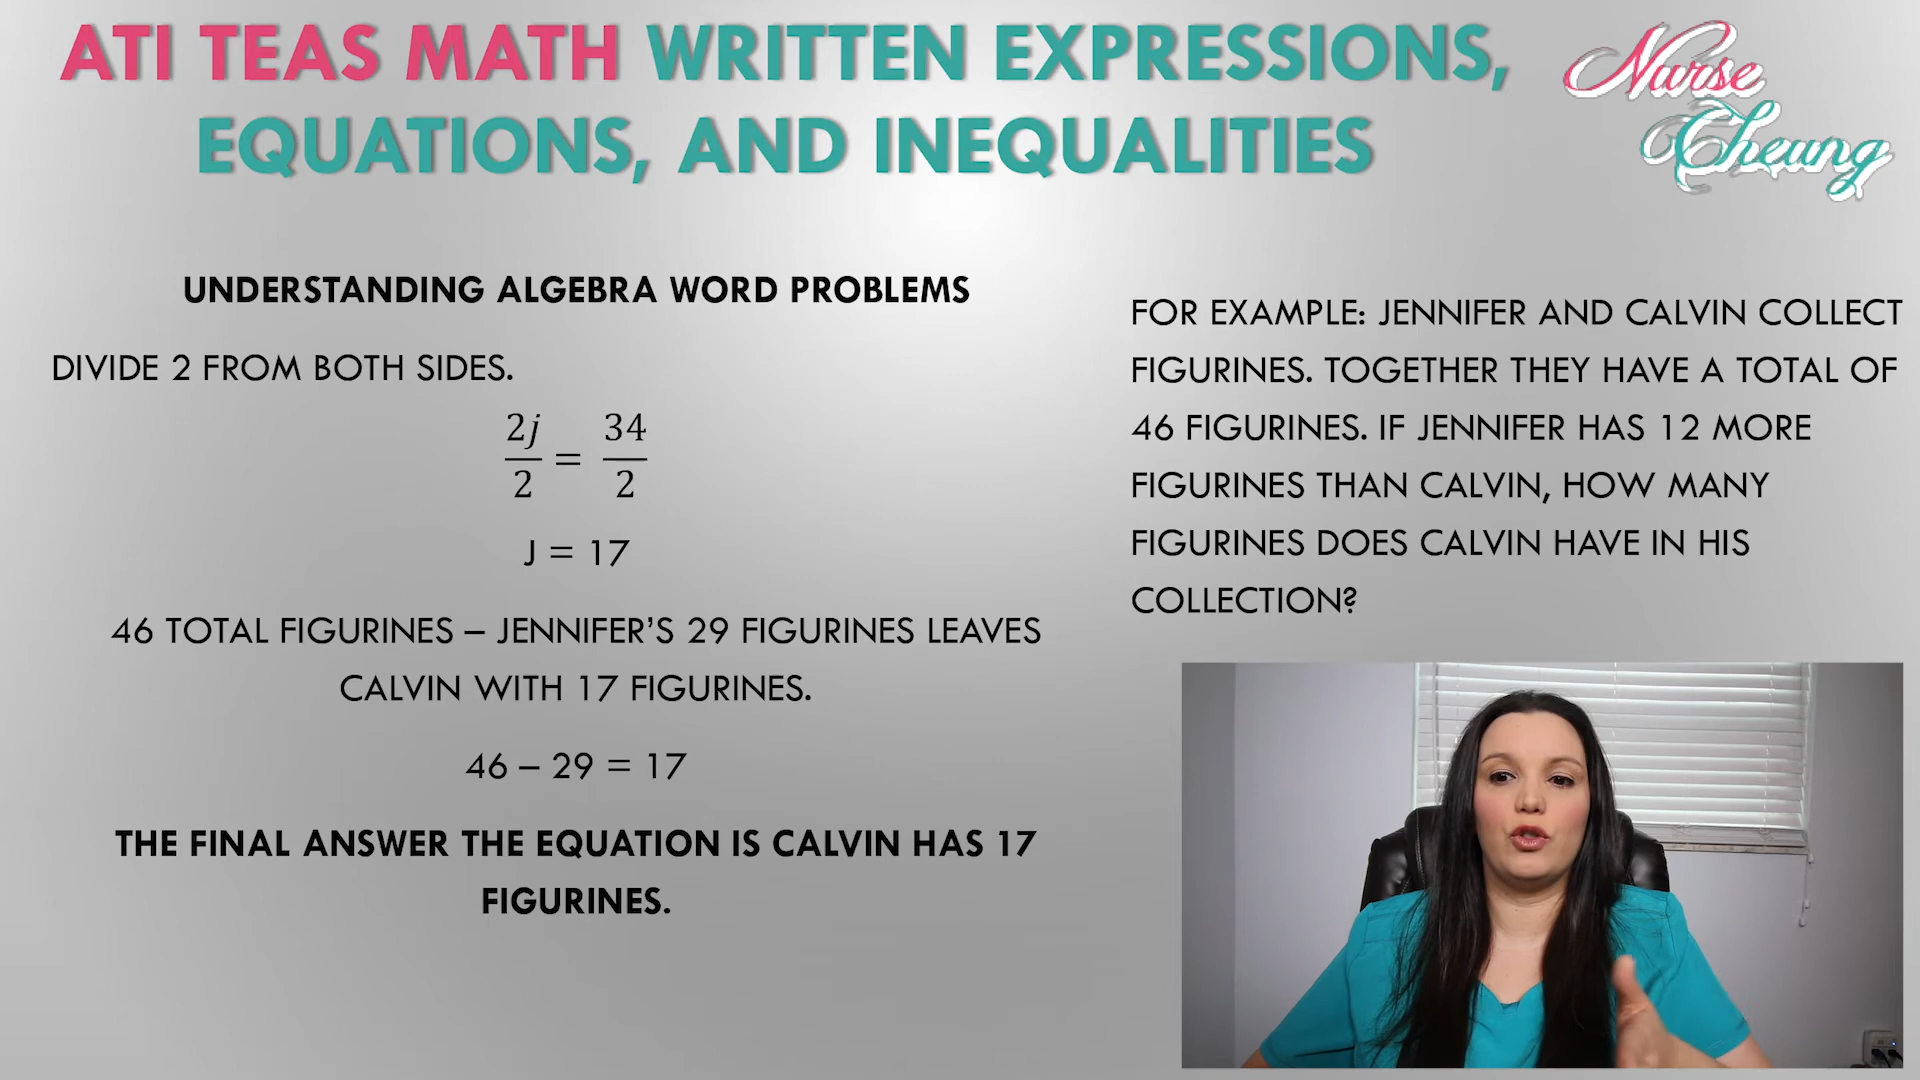 ATI TEAS MATH WRITTEN EXPRESSIONS,
EQUATIONS, AND INEQUALITIES
Nurse
Cheung
UNDERSTANDING ALGEBRA WORD PROBLEMS
DIVIDE 2 FROM BOTH SIDES.
2j/2 = 34/2
J = 17
46 TOTAL FIGURINES – JENNIFER'S 29 FIGURINES LEAVES
CALVIN WITH 17 FIGURINES.
46 – 29 = 17
THE FINAL ANSWER THE EQUATION IS CALVIN HAS 17
FIGURINES.
FOR EXAMPLE: JENNIFER AND CALVIN COLLECT
FIGURINES. TOGETHER THEY HAVE A TOTAL OF
46 FIGURINES. IF JENNIFER HAS 12 MORE
FIGURINES THAN CALVIN, HOW MANY
FIGURINES DOES CALVIN HAVE IN HIS
COLLECTION?